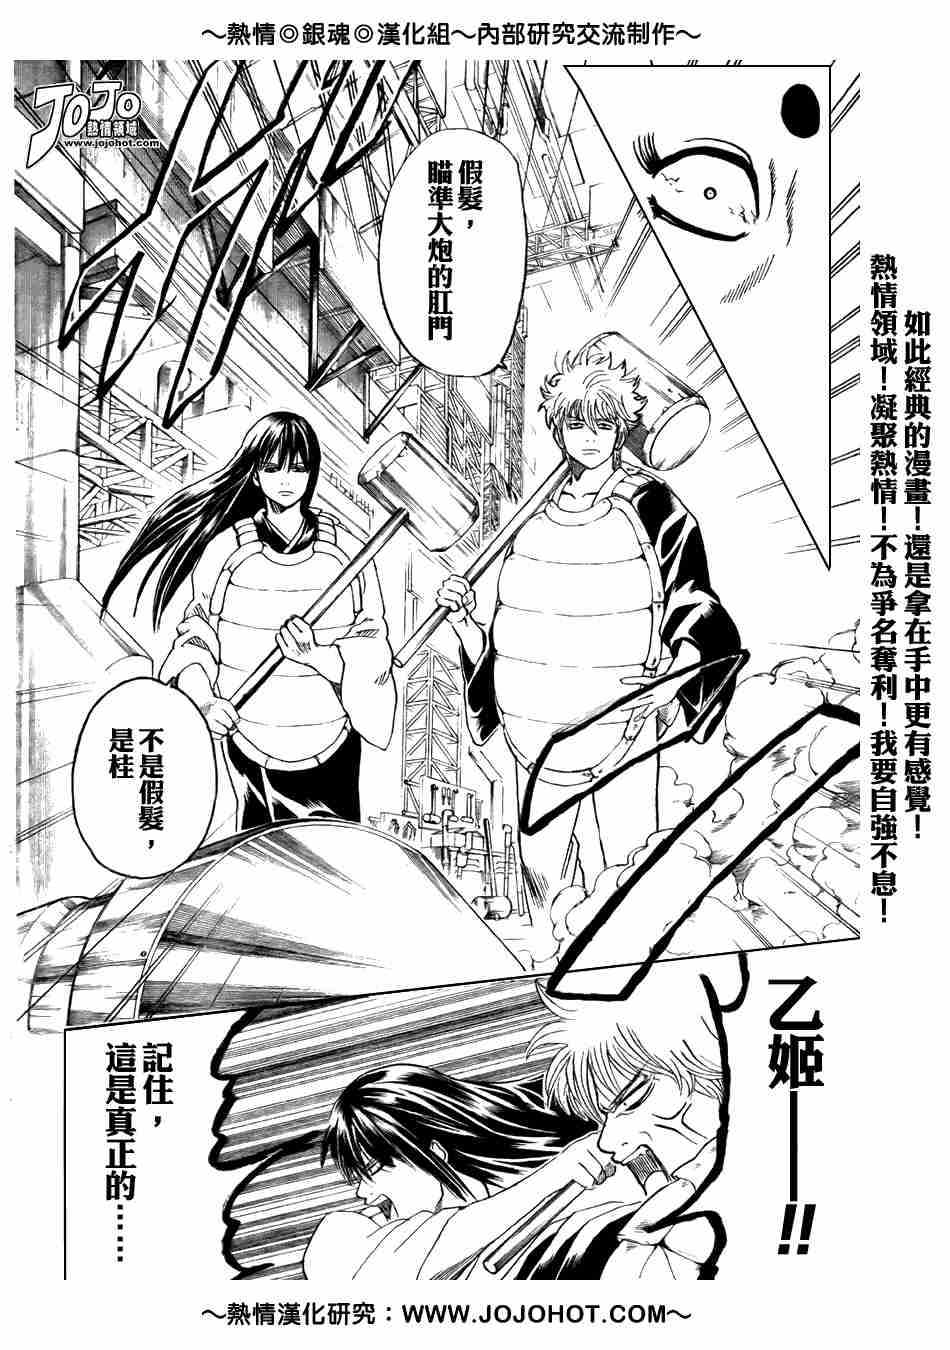 ～熱情◎銀魂◎漢化組～內部研究交流制作～
JOJO
熱情領域
www.jojohot.com
假髮，
瞄準大炮的肛門
不是假髮，
是桂
乙姬——!!
記住，
這是真正的……
如此經典的漫畫！還是拿在手中更有感覺！
熱情領域！凝聚熱情！不為爭名奪利！我要自強不息！
～熱情漢化研究：WWW.JOJOHOT.COM～